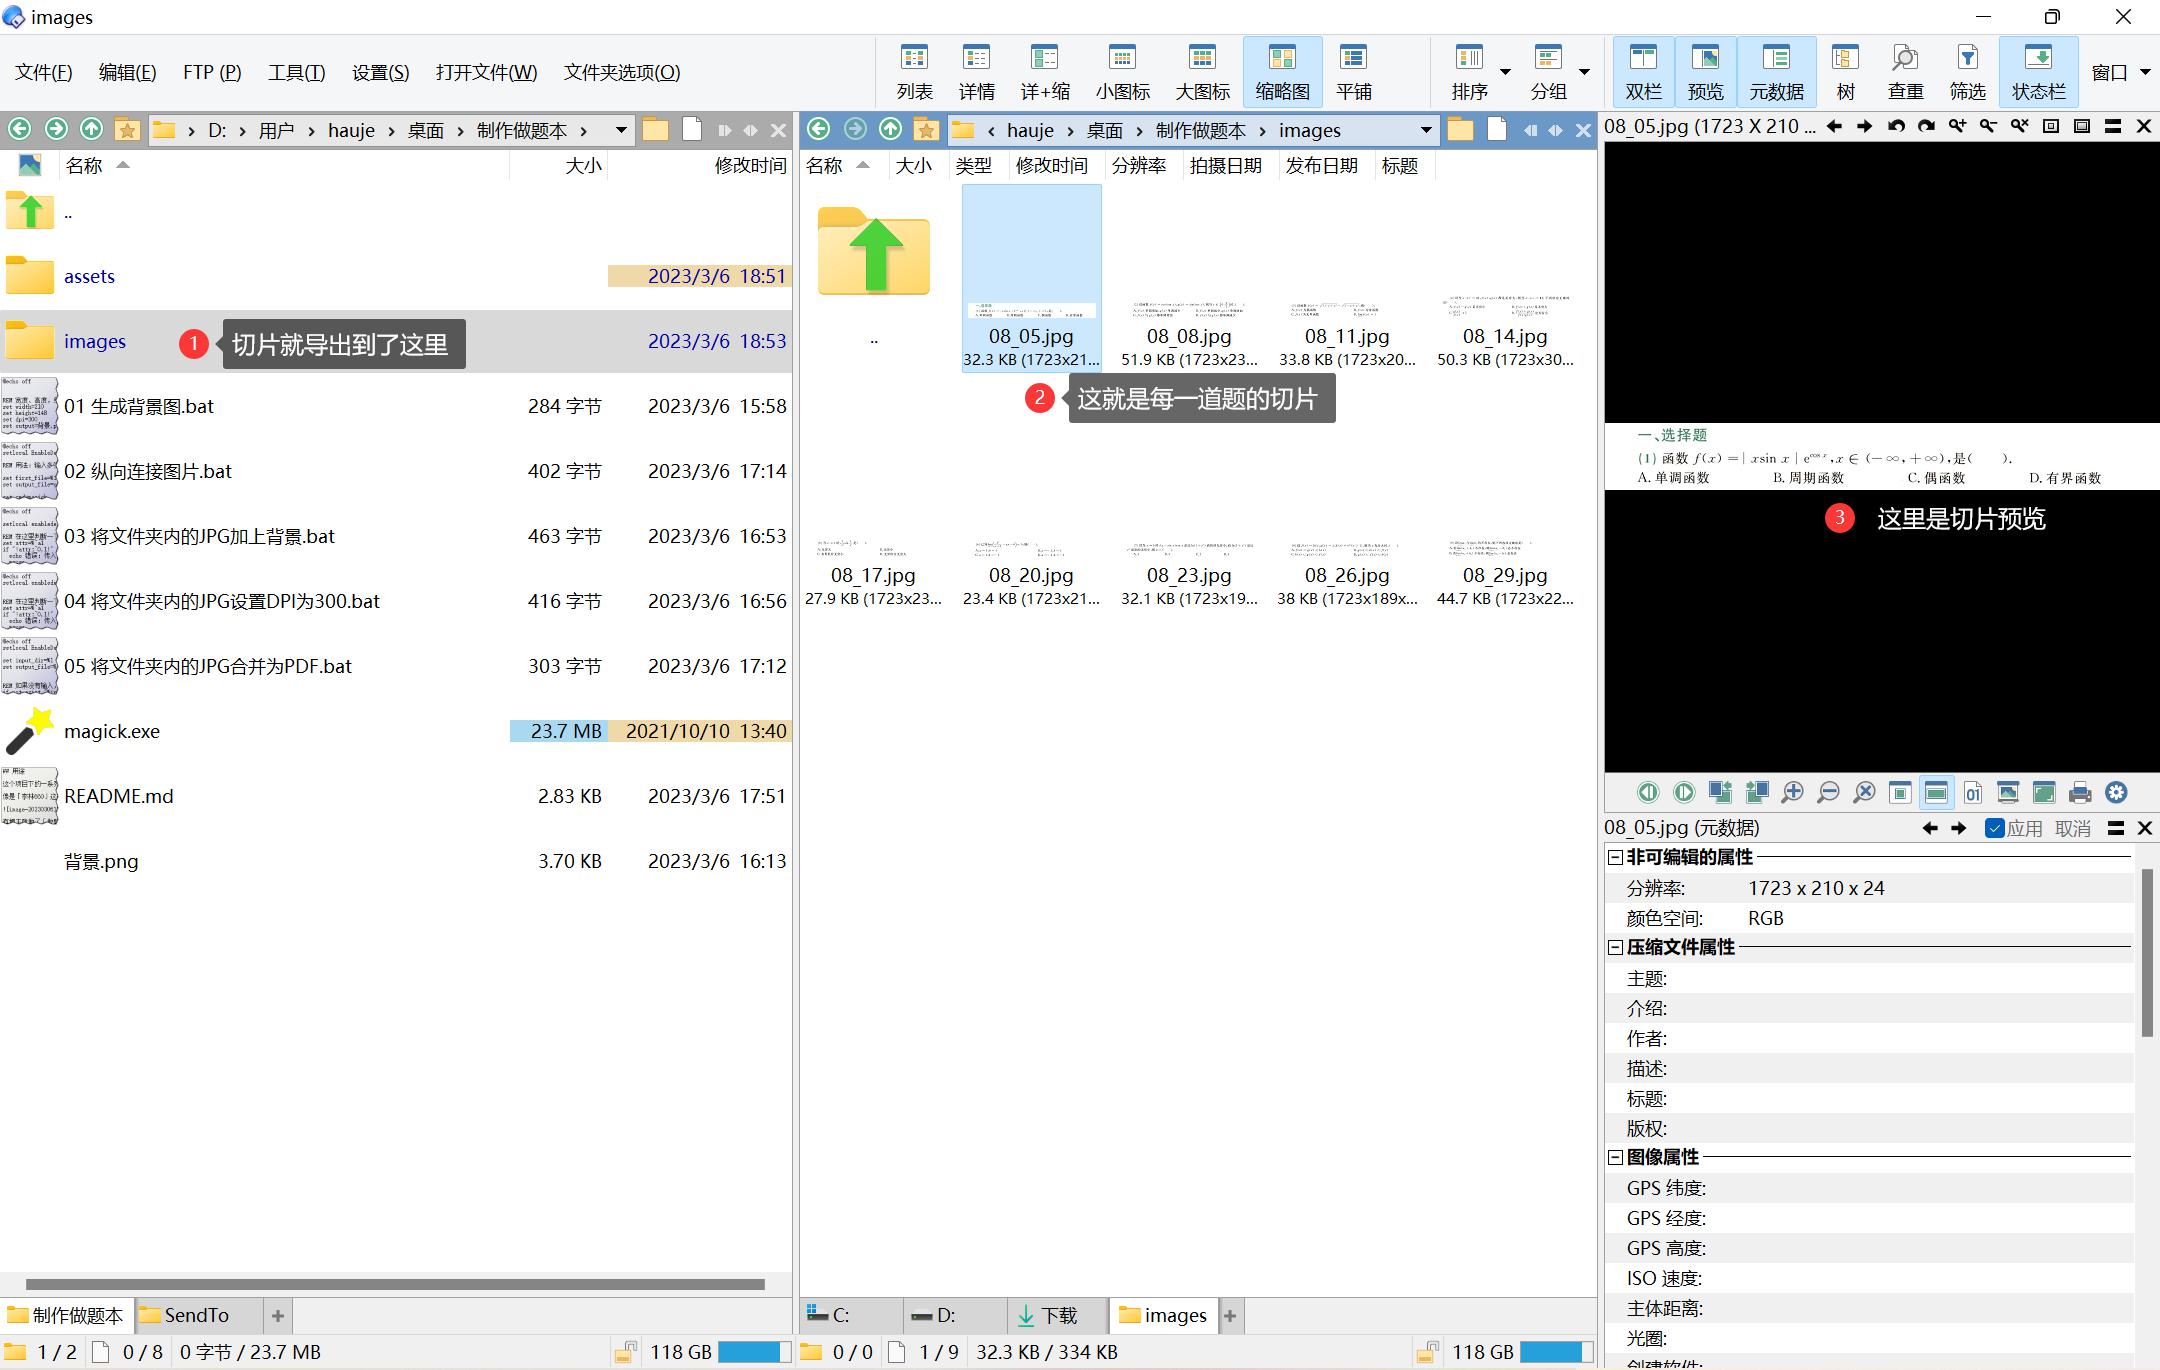 images
文件(F) 编辑(E) FTP (P) 工具(T) 设置(S) 打开文件(W) 文件夹选项(O)
列表 详情 详+缩 小图标 大图标 缩略图 平铺 排序 分组 双栏 预览 元数据 树 查重 筛选 状态栏 窗口
D: 用户 hauje 桌面 制作做题本
名称 大小 修改时间
..
assets 2023/3/6 18:51
images 2023/3/6 18:53
1 切片就导出到了这里
01 生成背景图.bat 284 字节 2023/3/6 15:58
02 纵向连接图片.bat 402 字节 2023/3/6 17:14
03 将文件夹内的JPG加上背景.bat 463 字节 2023/3/6 16:53
04 将文件夹内的JPG设置DPI为300.bat 416 字节 2023/3/6 16:56
05 将文件夹内的JPG合并为PDF.bat 303 字节 2023/3/6 17:12
magick.exe 23.7 MB 2021/10/10 13:40
README.md 2.83 KB 2023/3/6 17:51
背景.png 3.70 KB 2023/3/6 16:13
制作做题本 SendTo
1 / 2 0 / 8 0 字节 / 23.7 MB 118 GB
hauje 桌面 制作做题本 images
名称 大小 类型 修改时间 分辨率 拍摄日期 发布日期 标题
.. 08_05.jpg 08_08.jpg 08_11.jpg 08_14.jpg
32.3 KB (1723x21... 51.9 KB (1723x23... 33.8 KB (1723x20... 50.3 KB (1723x30...
2 这就是每一道题的切片
08_17.jpg 08_20.jpg 08_23.jpg 08_26.jpg 08_29.jpg
27.9 KB (1723x23... 23.4 KB (1723x21... 32.1 KB (1723x19... 38 KB (1723x189x... 44.7 KB (1723x22...
C: D: 下载 images
0 / 0 1 / 9 32.3 KB / 334 KB 118 GB
08_05.jpg (1723 X 210 ...
一、选择题
(1) 函数 f(x) =| xsin x | e^{cos x},x ∈ (-∞, +∞),是( ).
A. 单调函数 B. 周期函数 C. 偶函数 D. 有界函数
3 这里是切片预览
08_05.jpg (元数据) 应用 取消
非可编辑的属性
分辨率: 1723 x 210 x 24
颜色空间: RGB
压缩文件属性
主题:
介绍:
作者:
描述:
标题:
版权:
图像属性
GPS 纬度:
GPS 经度:
GPS 高度:
ISO 速度:
主体距离:
光圈:
创建软件: